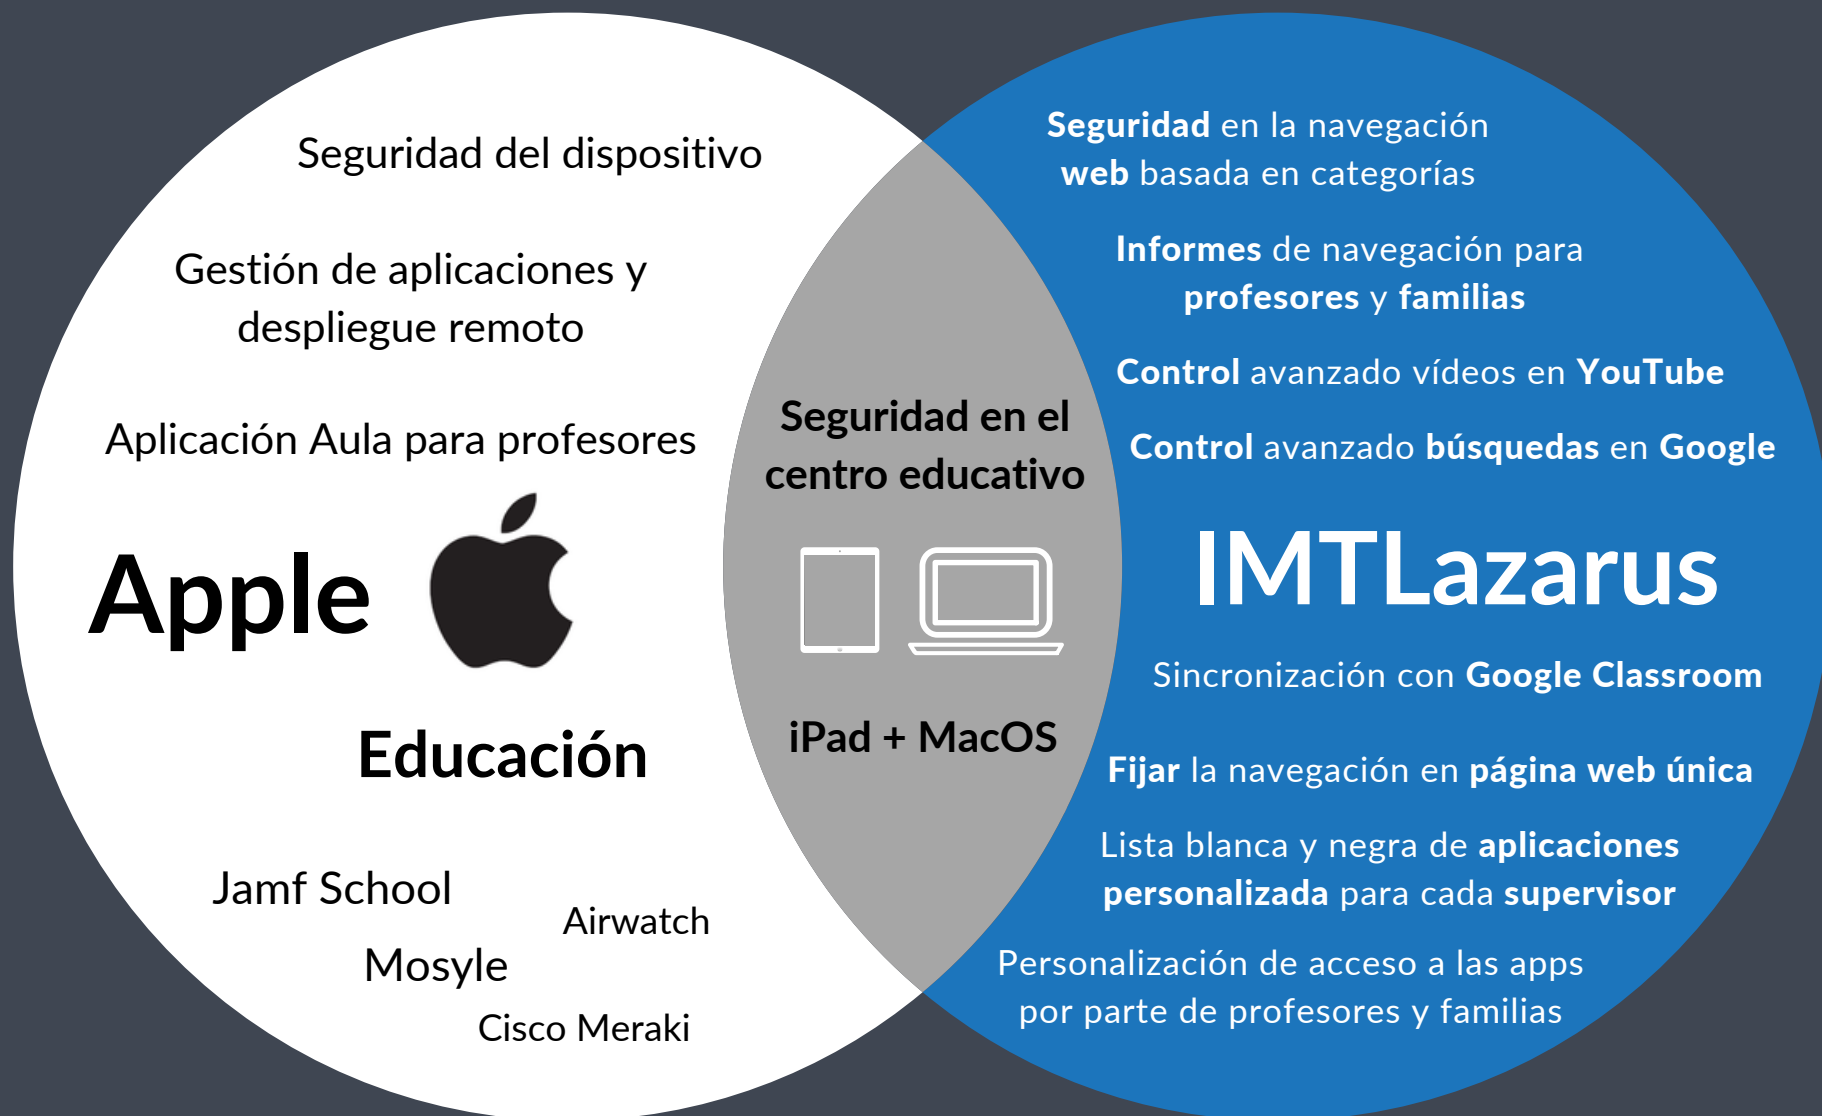 Seguridad del dispositivo
Gestión de aplicaciones y
despliegue remoto
Aplicación Aula para profesores
Apple
Educación
Jamf School
Airwatch
Mosyle
Cisco Meraki
Seguridad en el
centro educativo
iPad + MacOS
Seguridad en la navegación
web basada en categorías
Informes de navegación para
profesores y familias
Control avanzado vídeos en YouTube
Control avanzado búsquedas en Google
IMTLazarus
Sincronización con Google Classroom
Fijar la navegación en página web única
Lista blanca y negra de aplicaciones
personalizada para cada supervisor
Personalización de acceso a las apps
por parte de profesores y familias